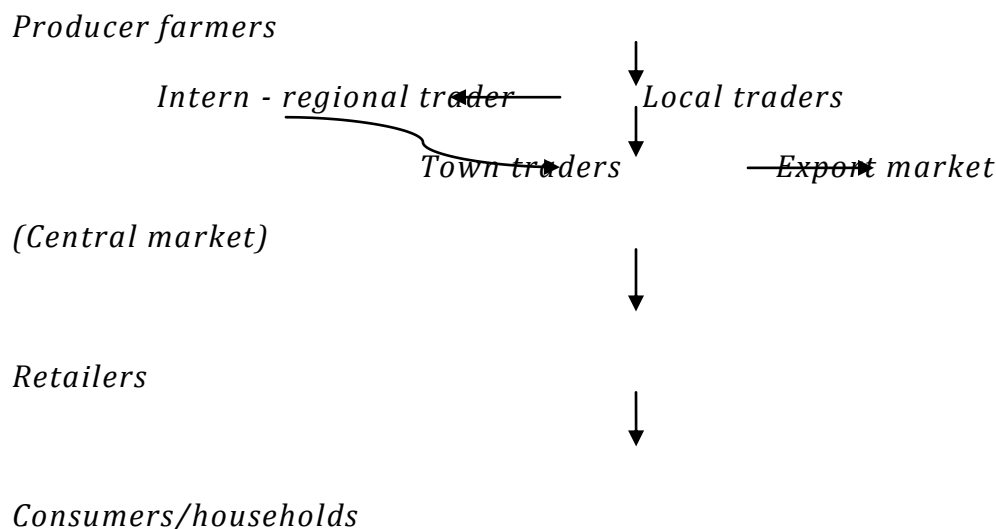 Producer farmers
Intern - regional trader Local traders
Town traders Export market
(Central market)
Retailers
Consumers/households